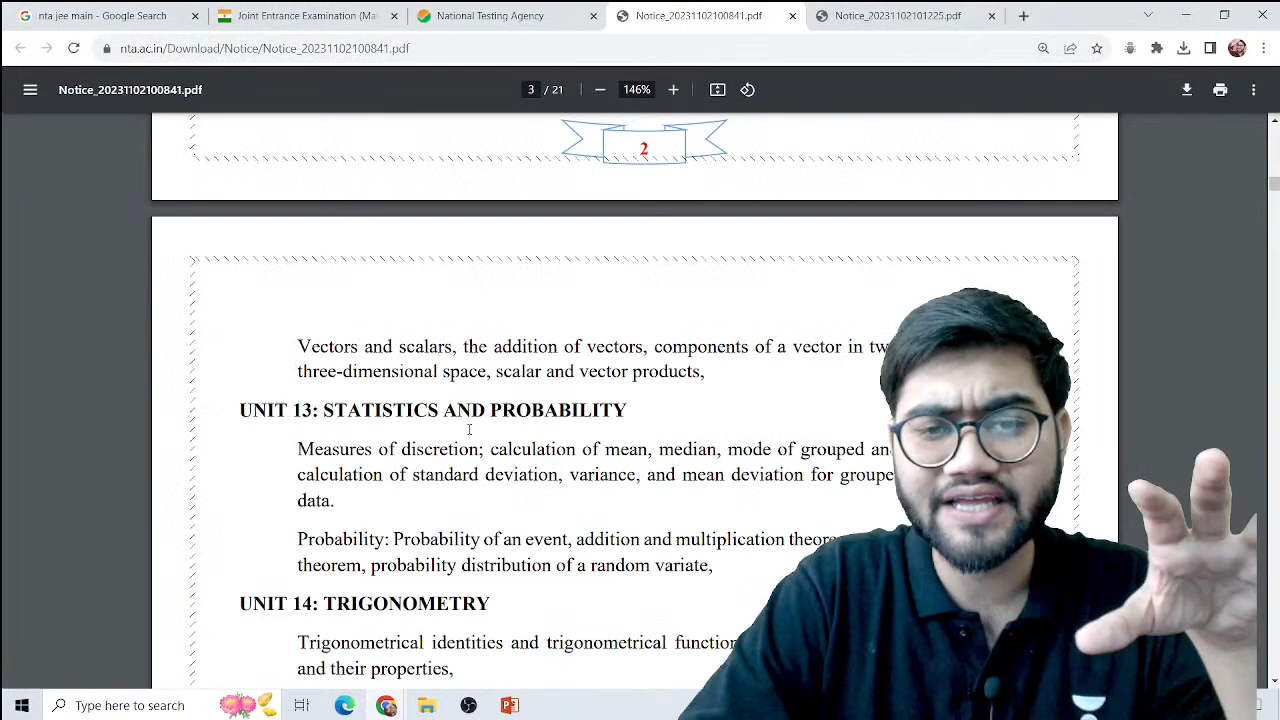 nta jee main - Google Search
Joint Entrance Examination (Mai
National Testing Agency
Notice_20231102100841.pdf
Notice_20231102101225.pdf
nta.ac.in/Download/Notice/Notice_20231102100841.pdf
Notice_20231102100841.pdf
3 / 21
146%
2
Vectors and scalars, the addition of vectors, components of a vector in tw
three-dimensional space, scalar and vector products,
UNIT 13: STATISTICS AND PROBABILITY
Measures of discretion; calculation of mean, median, mode of grouped an
calculation of standard deviation, variance, and mean deviation for groupe
data.
Probability: Probability of an event, addition and multiplication theore
theorem, probability distribution of a random variate,
UNIT 14: TRIGONOMETRY
Trigonometrical identities and trigonometrical function
and their properties,
Type here to search